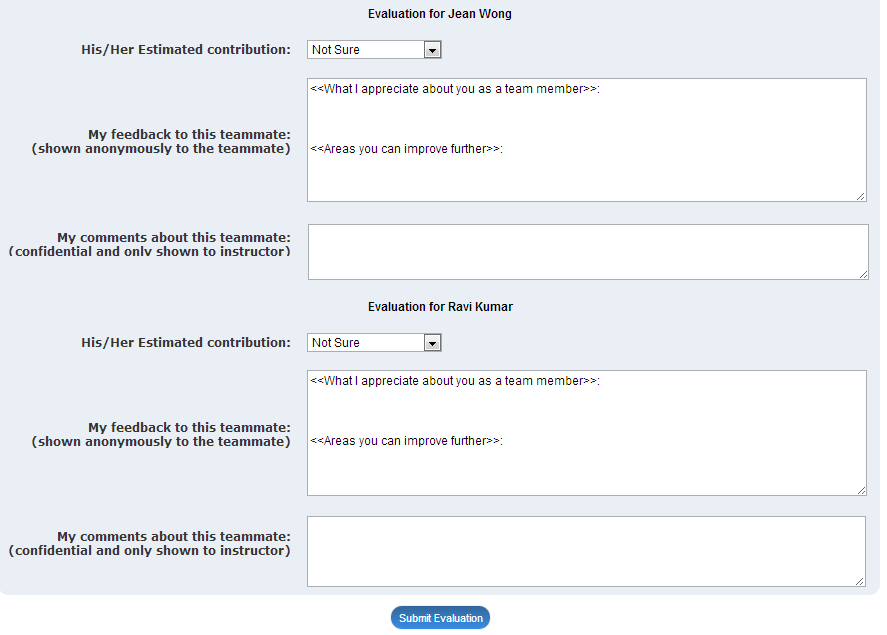 Evaluation for Jean Wong
His/Her Estimated contribution:
Not Sure
My feedback to this teammate:
(shown anonymously to the teammate)
<<What I appreciate about you as a team member>>:
<<Areas you can improve further>>:
My comments about this teammate:
(confidential and only shown to instructor)
Evaluation for Ravi Kumar
His/Her Estimated contribution:
Not Sure
My feedback to this teammate:
(shown anonymously to the teammate)
<<What I appreciate about you as a team member>>:
<<Areas you can improve further>>:
My comments about this teammate:
(confidential and only shown to instructor)
Submit Evaluation